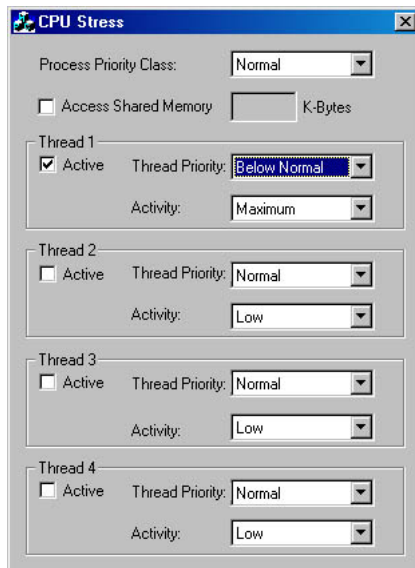 CPU Stress
Process Priority Class: Normal
Access Shared Memory K-Bytes
Thread 1
Active Thread Priority: Below Normal
Activity: Maximum
Thread 2
Active Thread Priority: Normal
Activity: Low
Thread 3
Active Thread Priority: Normal
Activity: Low
Thread 4
Active Thread Priority: Normal
Activity: Low